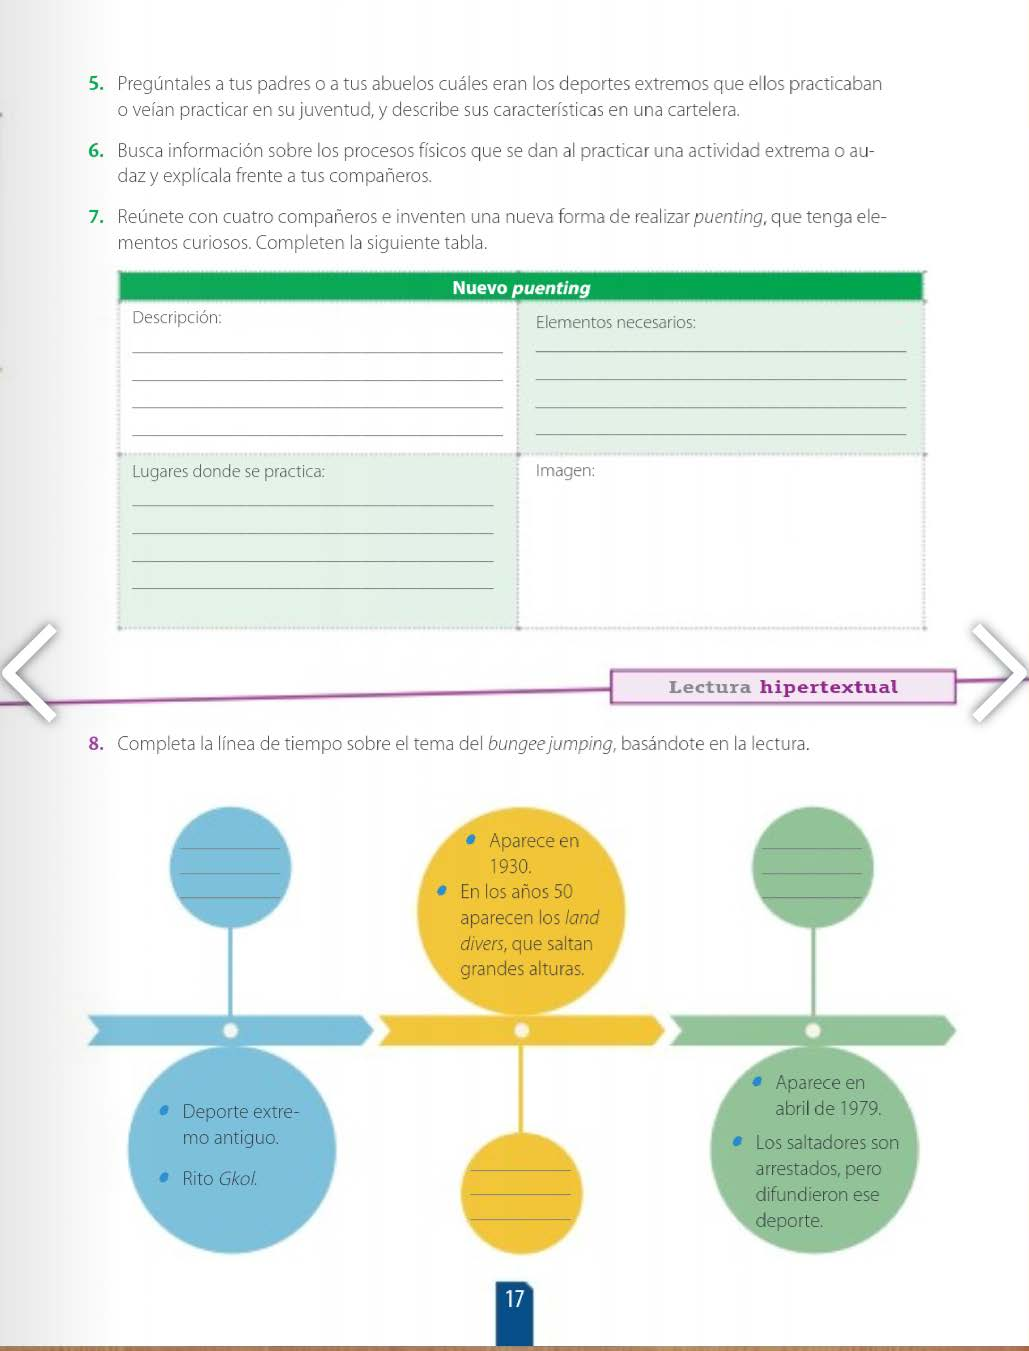 5. Pregúntales a tus padres o a tus abuelos cuáles eran los deportes extremos que ellos practicaban
o veían practicar en su juventud, y describe sus características en una cartelera.
6. Busca información sobre los procesos físicos que se dan al practicar una actividad extrema o au-
daz y explícala frente a tus compañeros.
7. Reúnete con cuatro compañeros e inventen una nueva forma de realizar puenting, que tenga ele-
mentos curiosos. Completen la siguiente tabla.
Nuevo puenting
Descripción:
Elementos necesarios:
Lugares donde se practica:
Imagen:
Lectura hipertextual
8. Completa la línea de tiempo sobre el tema del bungee jumping, basándote en la lectura.
Aparece en
1930.
En los años 50
aparecen los land
divers, que saltan
grandes alturas.
Deporte extre-
mo antiguo.
Rito Gkol.
Aparece en
abril de 1979.
Los saltadores son
arrestados, pero
difundieron ese
deporte.
17